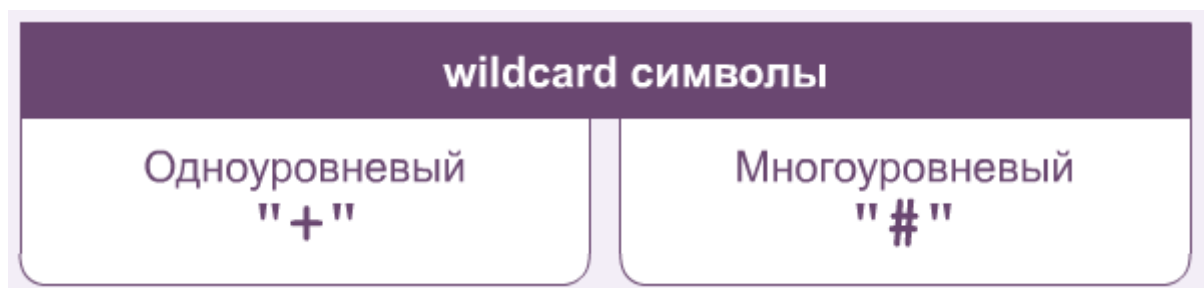 wildcard символы
Одноуровневый
"+"
Многоуровневый
"#"